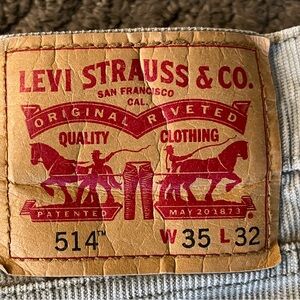 LEVI STRAUSS & CO.
SAN FRANCISCO
CAL.
ORIGINAL RIVETED
QUALITY CLOTHING
PATENTED MAY 20 1873
514™ W 35 L 32